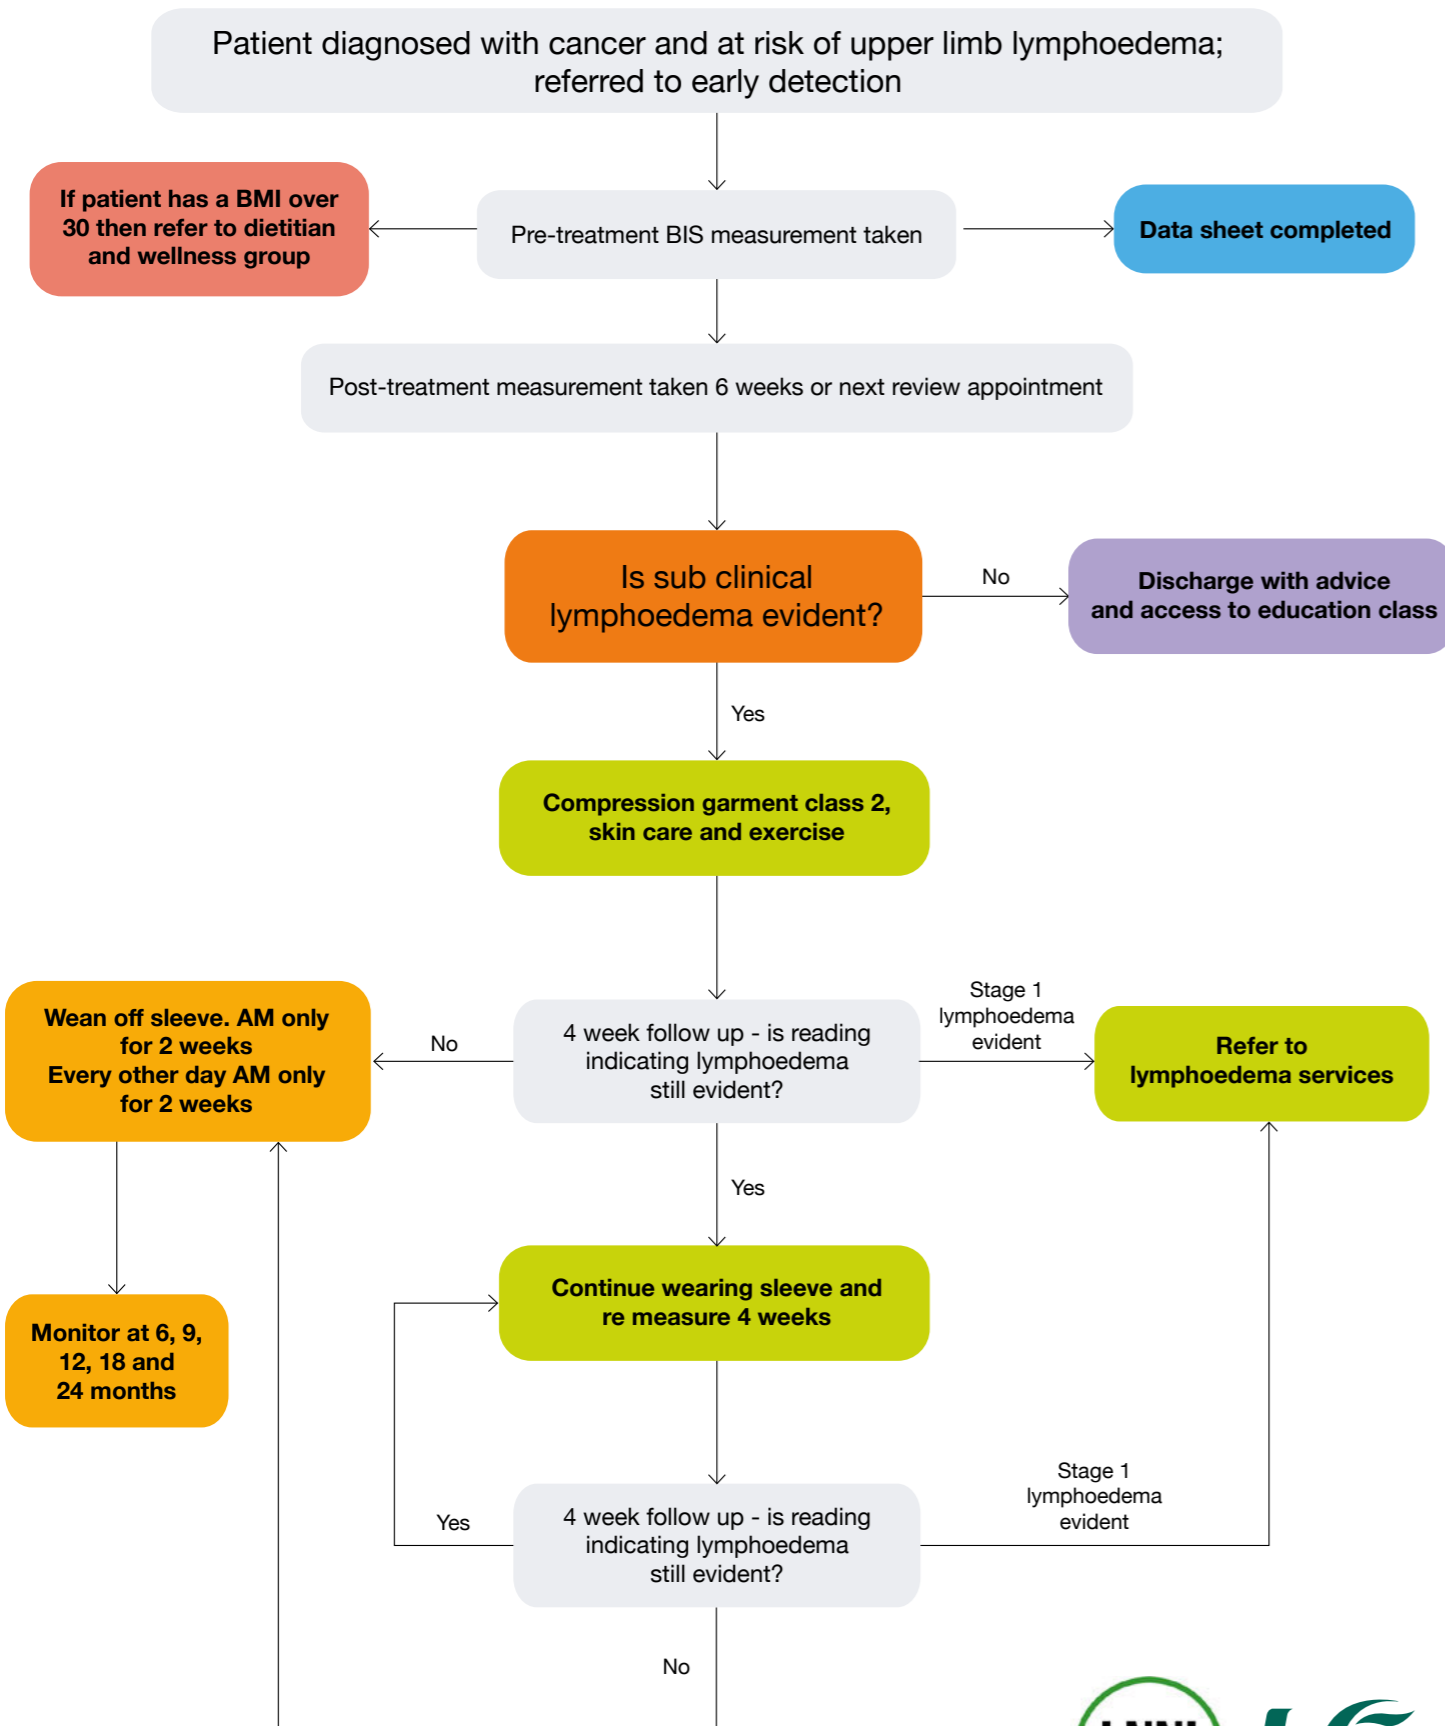 Patient diagnosed with cancer and at risk of upper limb lymphoedema;
referred to early detection
If patient has a BMI over
30 then refer to dietitian
and wellness group
Pre-treatment BIS measurement taken
Data sheet completed
Post-treatment measurement taken 6 weeks or next review appointment
Is sub clinical
lymphoedema evident?
No
Discharge with advice
and access to education class
Yes
Compression garment class 2,
skin care and exercise
Wean off sleeve. AM only
for 2 weeks
Every other day AM only
for 2 weeks
No
4 week follow up - is reading
indicating lymphoedema
still evident?
Stage 1
lymphoedema
evident
Refer to
lymphoedema services
Yes
Continue wearing sleeve and
re measure 4 weeks
Monitor at 6, 9,
12, 18 and
24 months
Yes
4 week follow up - is reading
indicating lymphoedema
still evident?
Stage 1
lymphoedema
evident
No